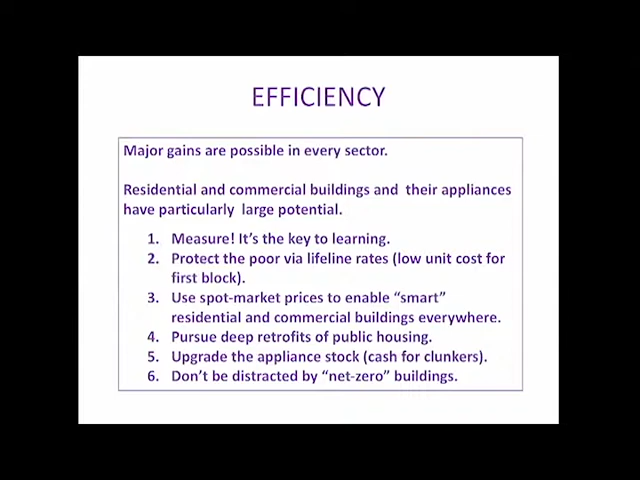 EFFICIENCY
Major gains are possible in every sector.
Residential and commercial buildings and their appliances
have particularly large potential.
1. Measure! It's the key to learning.
2. Protect the poor via lifeline rates (low unit cost for
first block).
3. Use spot-market prices to enable “smart”
residential and commercial buildings everywhere.
4. Pursue deep retrofits of public housing.
5. Upgrade the appliance stock (cash for clunkers).
6. Don't be distracted by “net-zero” buildings.